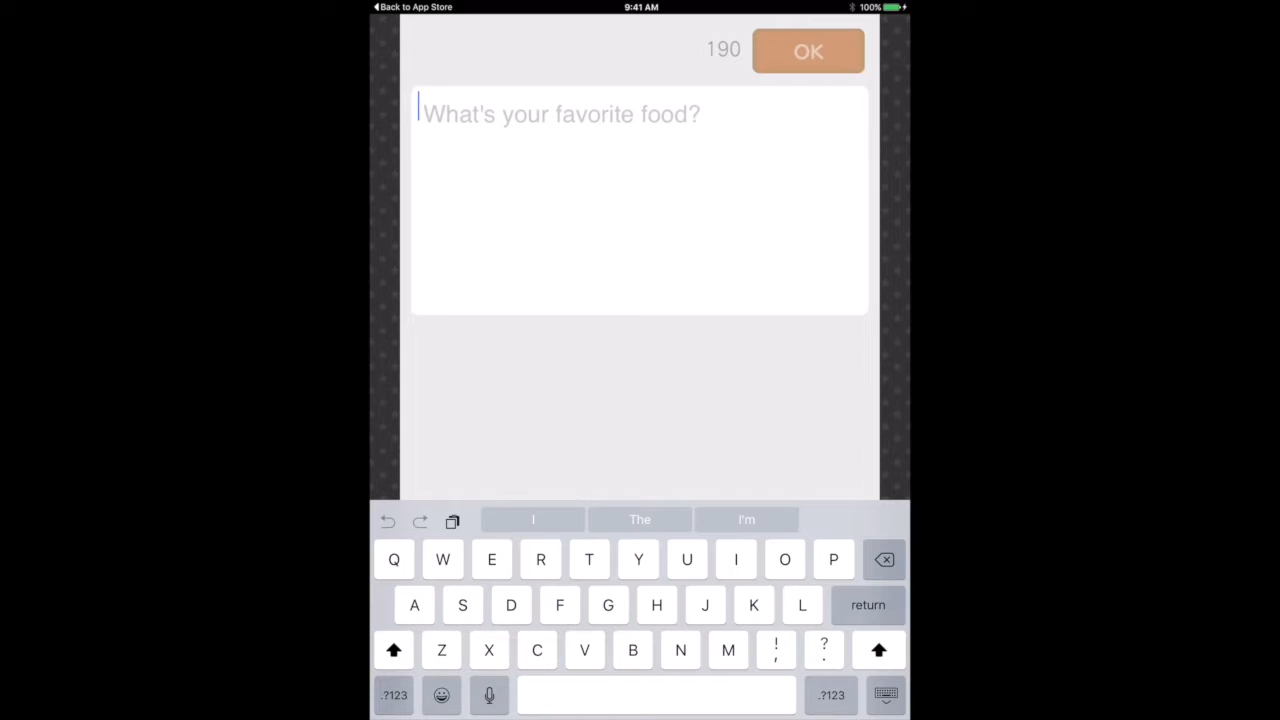 Back to App Store 9:41 AM 100%
190 OK
What's your favorite food?
I The I'm
Q W E R T Y U I O P
A S D F G H J K L return
Z X C V B N M ! , ? .
.?123 .?123